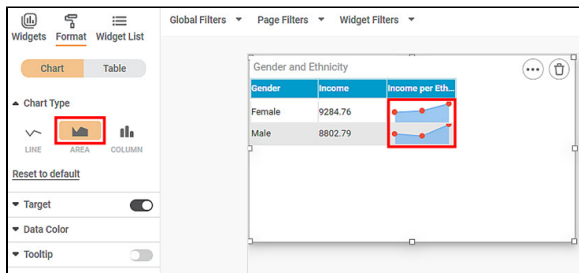 Widgets Format Widget List
Global Filters Page Filters Widget Filters
Chart Table
Chart Type
LINE AREA COLUMN
Reset to default
Target
Data Color
Tooltip
Gender and Ethnicity
Gender Income Income per Eth...
Female 9284.76
Male 8802.79